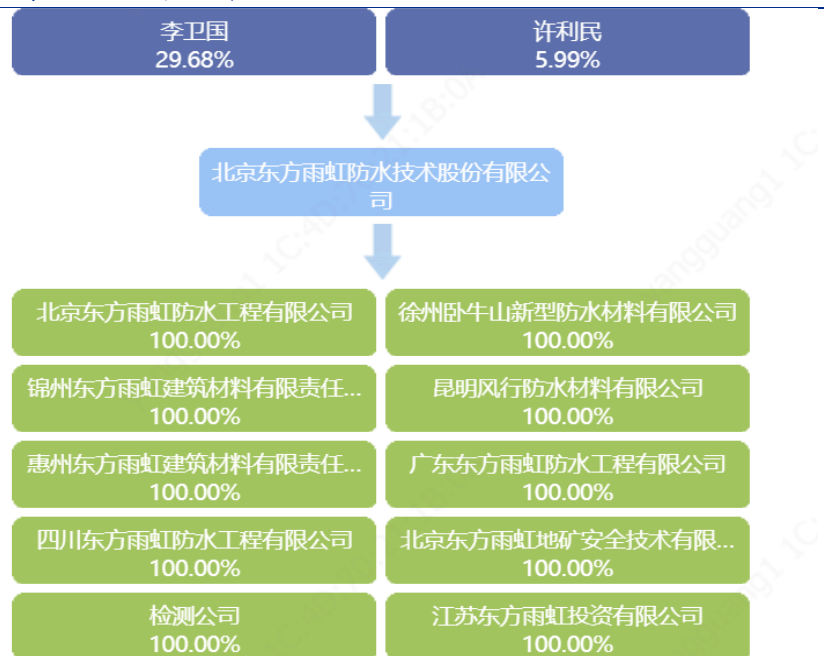 李卫国
29.68%
许利民
5.99%
北京东方雨虹防水技术股份有限公
司
北京东方雨虹防水工程有限公司
100.00%
徐州卧牛山新型防水材料有限公司
100.00%
锦州东方雨虹建筑材料有限责任...
100.00%
昆明风行防水材料有限公司
100.00%
惠州东方雨虹建筑材料有限责任...
100.00%
广东东方雨虹防水工程有限公司
100.00%
四川东方雨虹防水工程有限公司
100.00%
北京东方雨虹地矿安全技术有限...
100.00%
检测公司
100.00%
江苏东方雨虹投资有限公司
100.00%